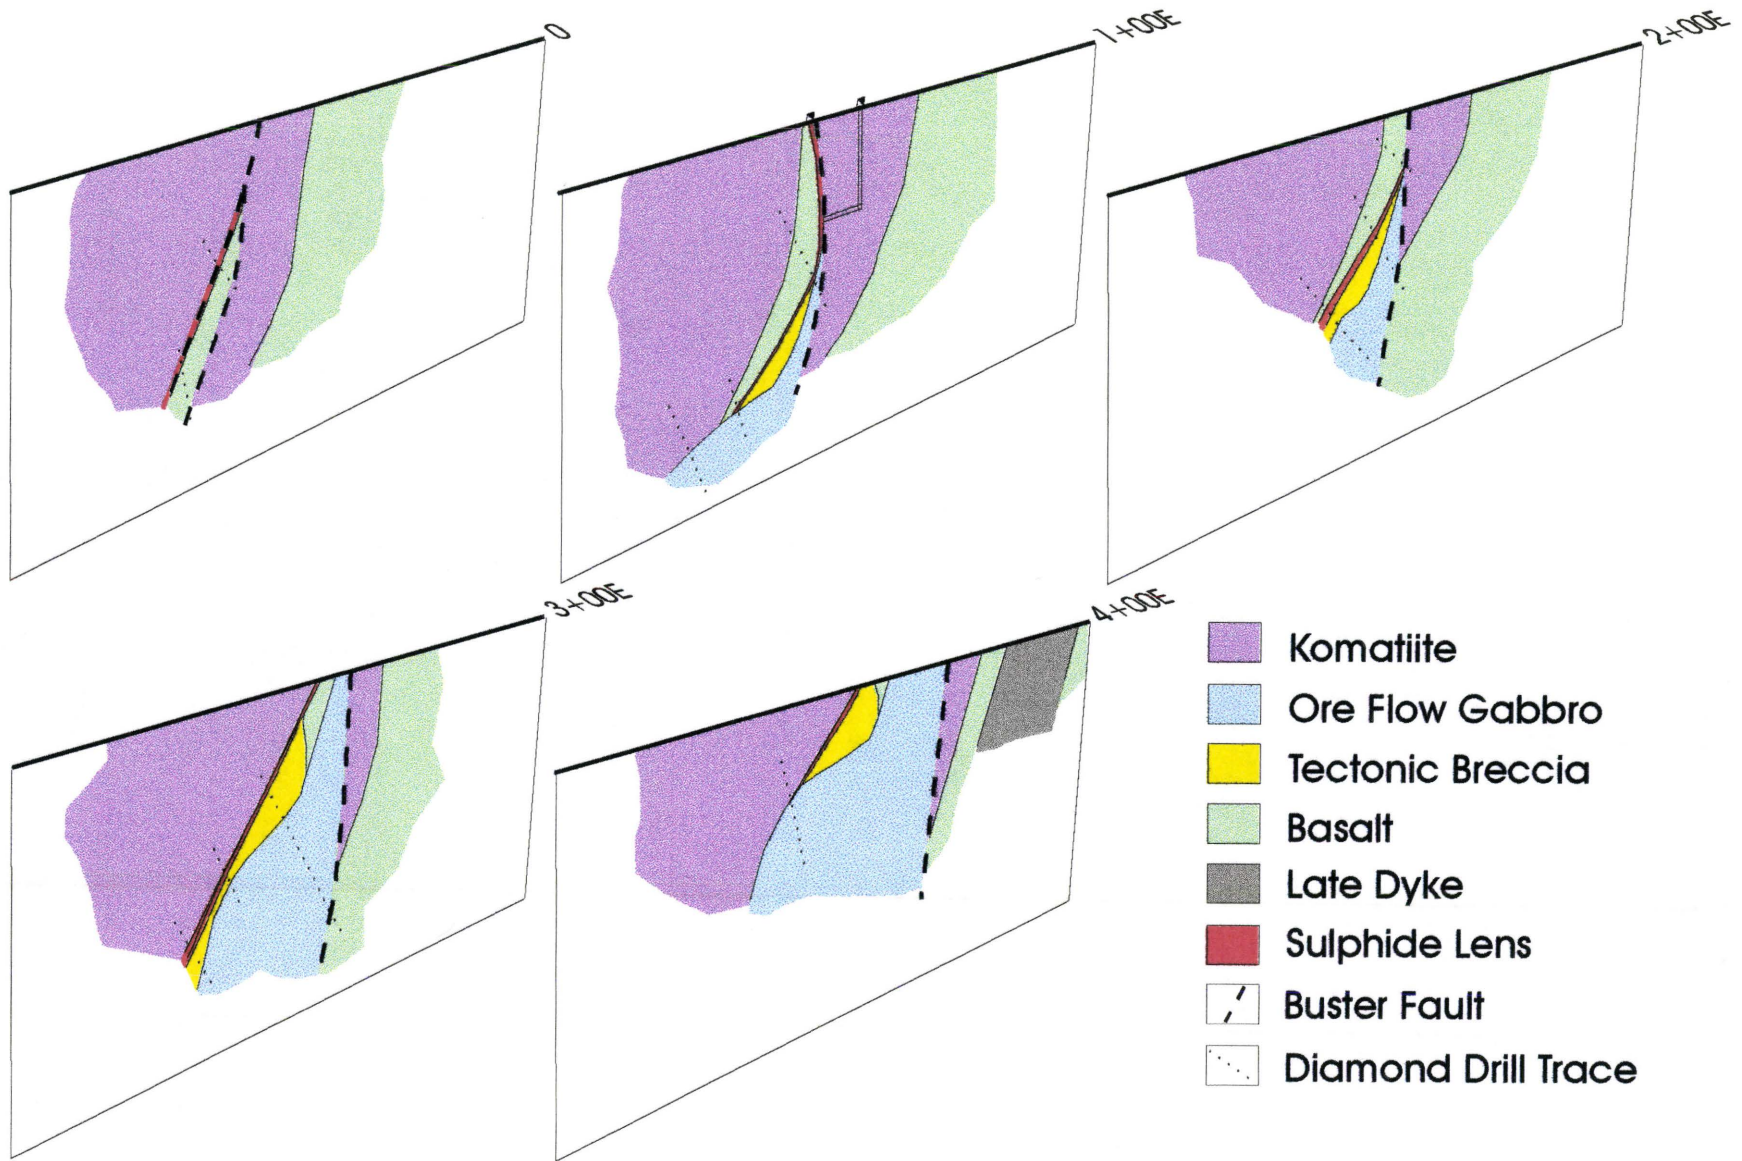 0
1+00E
2+00E
3+00E
4+00E
Komatiite
Ore Flow Gabbro
Tectonic Breccia
Basalt
Late Dyke
Sulphide Lens
Buster Fault
Diamond Drill Trace